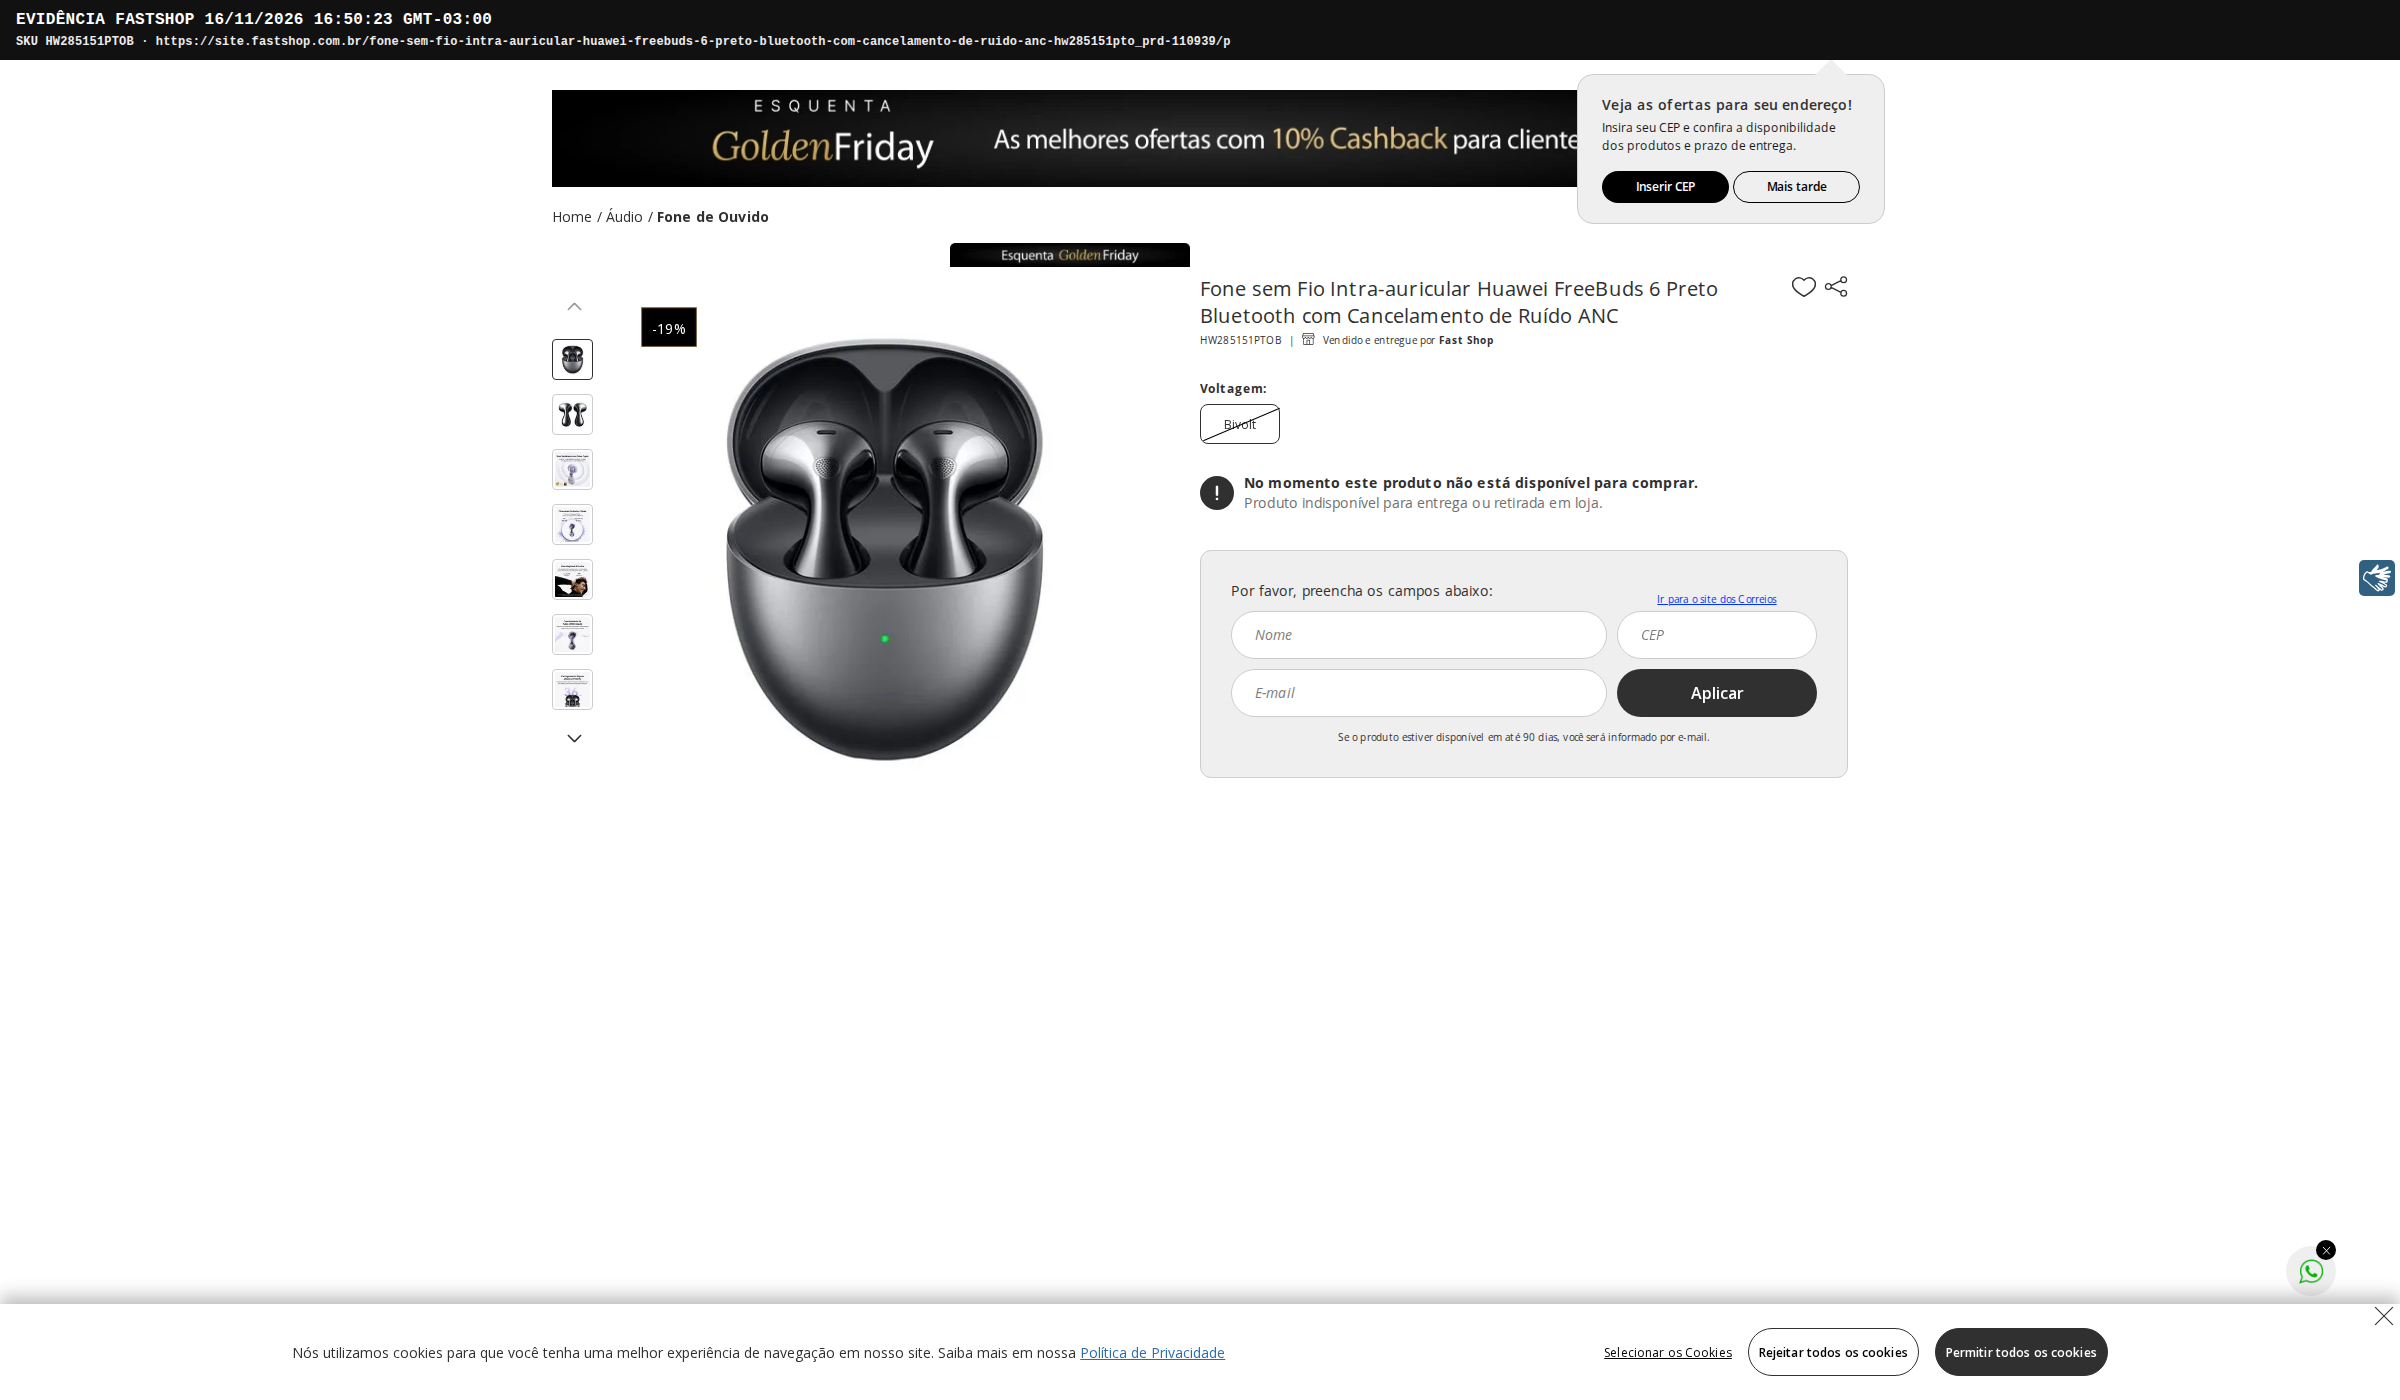 EVIDÊNCIA FASTSHOP 16/11/2026 16:50:23 GMT-03:00
SKU HW285151PTOB · https://site.fastshop.com.br/fone-sem-fio-intra-auricular-huawei-freebuds-6-preto-bluetooth-com-cancelamento-de-ruido-anc-hw285151pto_prd-110939/p
ESQUENTA
GoldenFriday
As melhores ofertas com 10% Cashback para cliente
Veja as ofertas para seu endereço!
Insira seu CEP e confira a disponibilidade
dos produtos e prazo de entrega.
Inserir CEP
Mais tarde
Home / Áudio / Fone de Ouvido
Esquenta GoldenFriday
-19%
Fone sem Fio Intra-auricular Huawei FreeBuds 6 Preto
Bluetooth com Cancelamento de Ruído ANC
HW285151PTOB | Vendido e entregue por Fast Shop
Voltagem:
Bivolt
No momento este produto não está disponível para comprar.
Produto indisponível para entrega ou retirada em loja.
Por favor, preencha os campos abaixo:
Ir para o site dos Correios
Nome
CEP
E-mail
Aplicar
Se o produto estiver disponível em até 90 dias, você será informado por e-mail.
Nós utilizamos cookies para que você tenha uma melhor experiência de navegação em nosso site. Saiba mais em nossa Política de Privacidade
Selecionar os Cookies
Rejeitar todos os cookies
Permitir todos os cookies